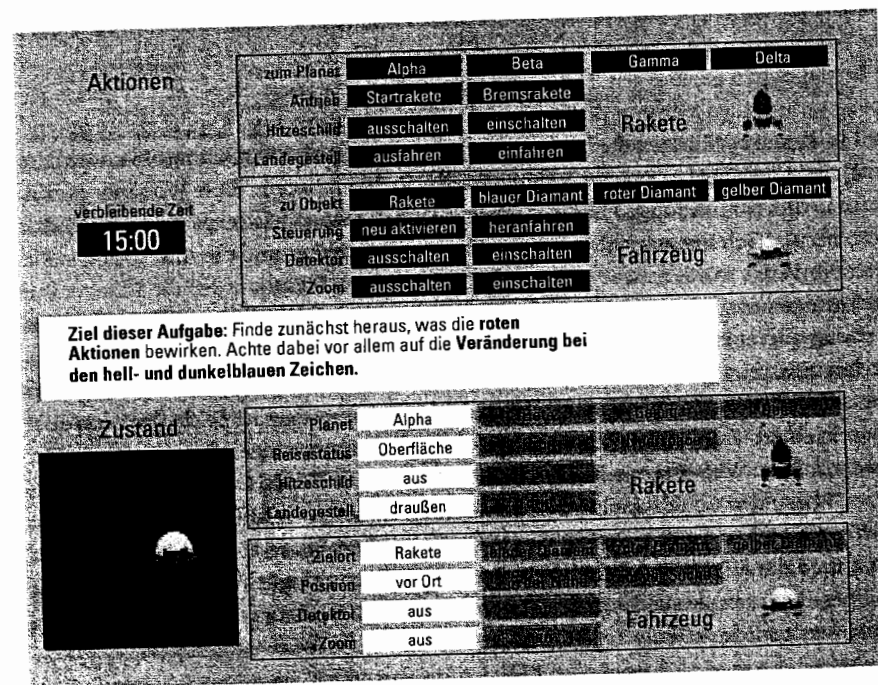 Aktionen
zum Planet Alpha Beta Gamma Delta
Antrieb Startrakete Bremsrakete
Hitzeschild ausschalten einschalten Rakete
Landegestell ausfahren einfahren
verbleibende Zeit
15:00
zu Objekt Rakete blauer Diamant roter Diamant gelber Diamant
Steuerung neu aktivieren heranfahren
Detektor ausschalten einschalten Fahrzeug
Zoom ausschalten einschalten
Ziel dieser Aufgabe: Finde zunächst heraus, was die roten
Aktionen bewirken. Achte dabei vor allem auf die Veränderung bei
den hell- und dunkelblauen Zeichen.
Zustand
Planet Alpha
Reisestatus Oberfläche
Hitzeschild aus Rakete
Landegestell draußen
Zielort Rakete
Position vor Ort
Detektor aus Fahrzeug
Zoom aus